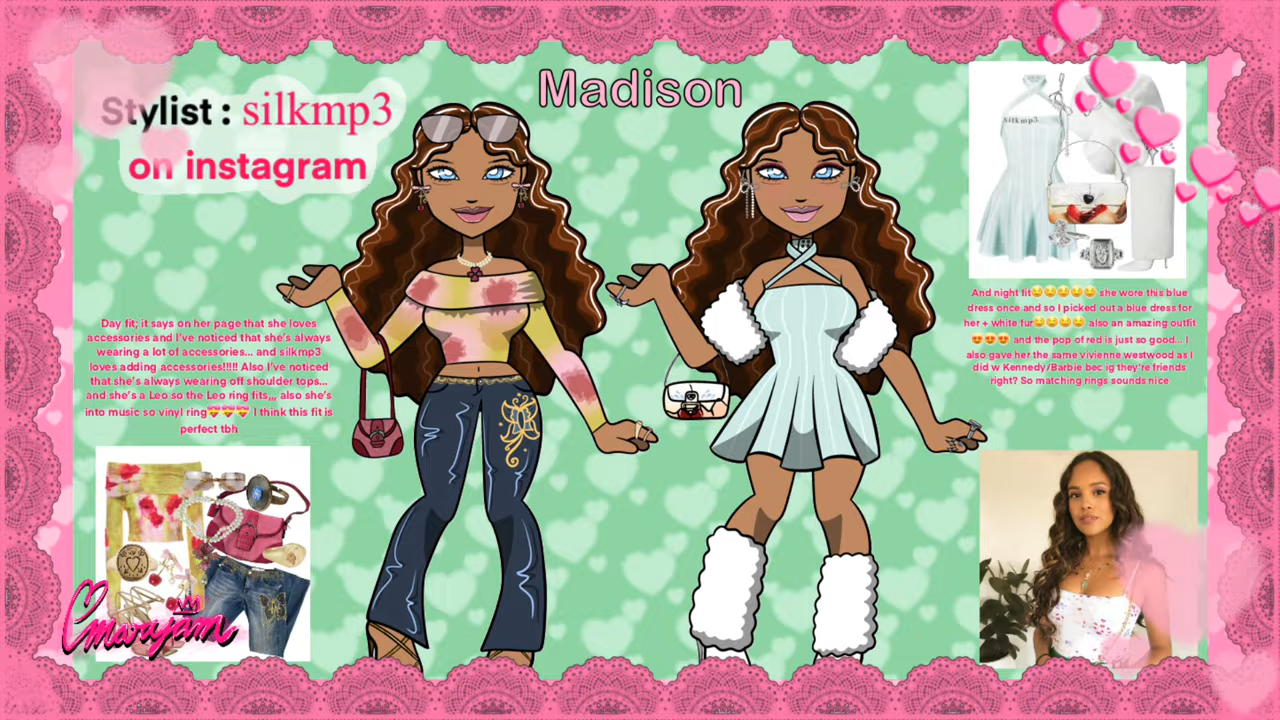 Madison
Stylist : silkmp3
on instagram
Day fit; it says on her page that she loves
accessories and I've noticed that she's always
wearing a lot of accessories... and silkmp3
loves adding accessories!!!!! Also I've noticed
that she's always wearing off shoulder tops...
and she's a Leo so the Leo ring fits,,, also she's
into music so vinyl ring💝💝💝 I think this fit is
perfect tbh
Cmaryam
silkmp3
And night fit😆😆😆😆😆 she wore this blue
dress once and so I picked out a blue dress for
her + white fur😆😆😆😆 also an amazing outfit
😍😍😍 and the pop of red is just so good... I
also gave her the same vivienne westwood as I
did w Kennedy/Barbie bec ig they're friends
right? So matching rings sounds nice